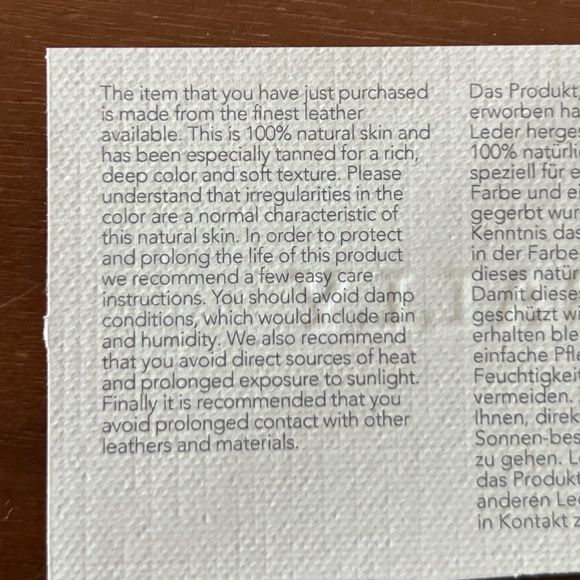 The item that you have just purchased
is made from the finest leather
available. This is 100% natural skin and
has been especially tanned for a rich,
deep color and soft texture. Please
understand that irregularities in the
color are a normal characteristic of
this natural skin. In order to protect
and prolong the life of this product
we recommend a few easy care
instructions. You should avoid damp
conditions, which would include rain
and humidity. We also recommend
that you avoid direct sources of heat
and prolonged exposure to sunlight.
Finally it is recommended that you
avoid prolonged contact with other
leathers and materials.
Das Produkt,
erworben ha
Leder herge
100% natürli
speziell für e
Farbe und e
gegerbt wur
Kenntnis das
in der Farbe
dieses natür
Damit diese
geschützt wi
erhalten ble
einfache Pfle
Feuchtigkeit
vermeiden.
Ihnen, direk
Sonnen-bes
zu gehen. L
das Produkt
anderen Le
in Kontakt z